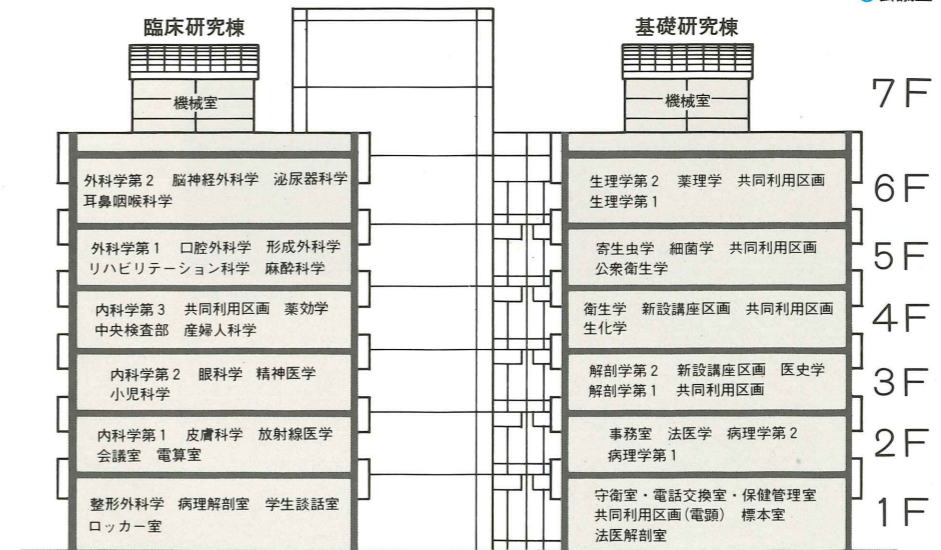 臨床研究棟
機械室
外科学第2 脳神経外科学 泌尿器科学
耳鼻咽喉科学
外科学第1 口腔外科学 形成外科学
リハビリテーション科学 麻酔科学
内科学第3 共同利用区画 薬効学
中央検査部 産婦人科学
内科学第2 眼科学 精神医学
小児科学
内科学第1 皮膚科学 放射線医学
会議室 電算室
整形外科学 病理解剖室 学生談話室
ロッカー室
基礎研究棟
機械室
生理学第2 薬理学 共同利用区画
生理学第1
寄生虫学 細菌学 共同利用区画
公衆衛生学
衛生学 新設講座区画 共同利用区画
生化学
解剖学第2 新設講座区画 医史学
解剖学第1 共同利用区画
事務室 法医学 病理学第2
病理学第1
守衛室・電話交換室・保健管理室
共同利用区画(電顕) 標本室
法医解剖室
7F
6F
5F
4F
3F
2F
1F